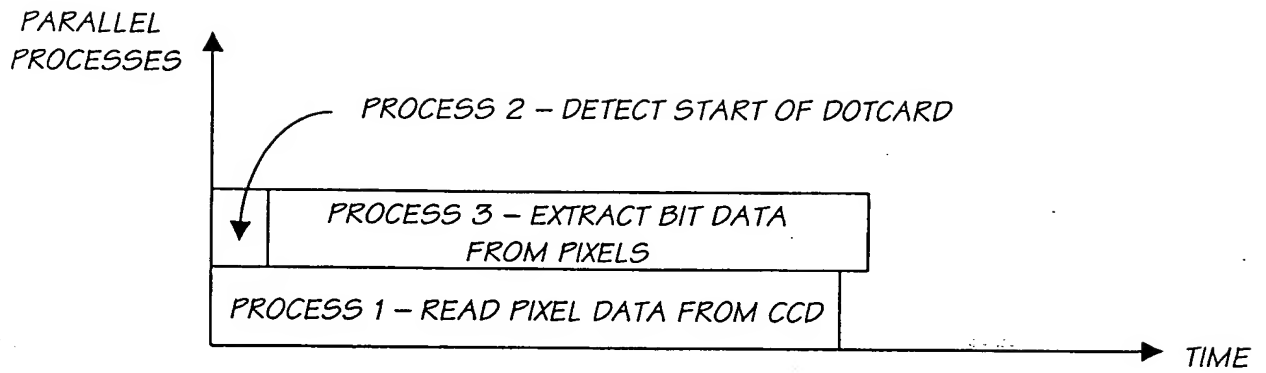 PARALLEL
PROCESSES
PROCESS 2 – DETECT START OF DOTCARD
PROCESS 3 – EXTRACT BIT DATA
FROM PIXELS
PROCESS 1 – READ PIXEL DATA FROM CCD
TIME